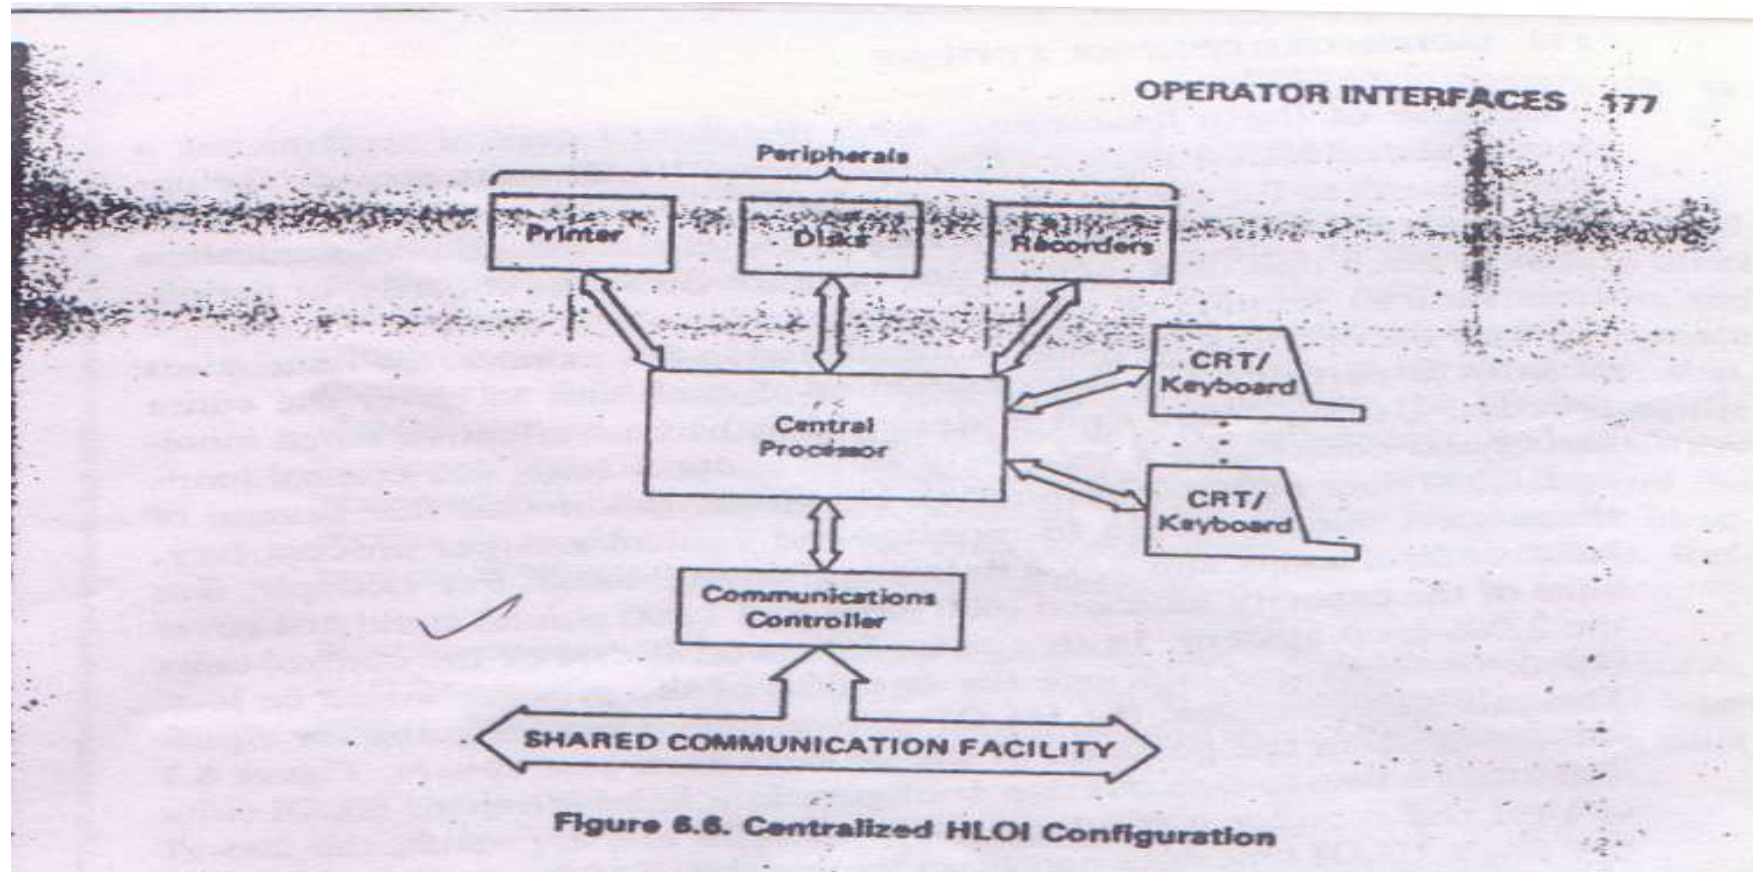 OPERATOR INTERFACES 177
Peripherals
Printer
Disks
Recorders
CRT/
Keyboard
Central
Processor
CRT/
Keyboard
Communications
Controller
SHARED COMMUNICATION FACILITY
Figure 6.6. Centralized HLOI Configuration